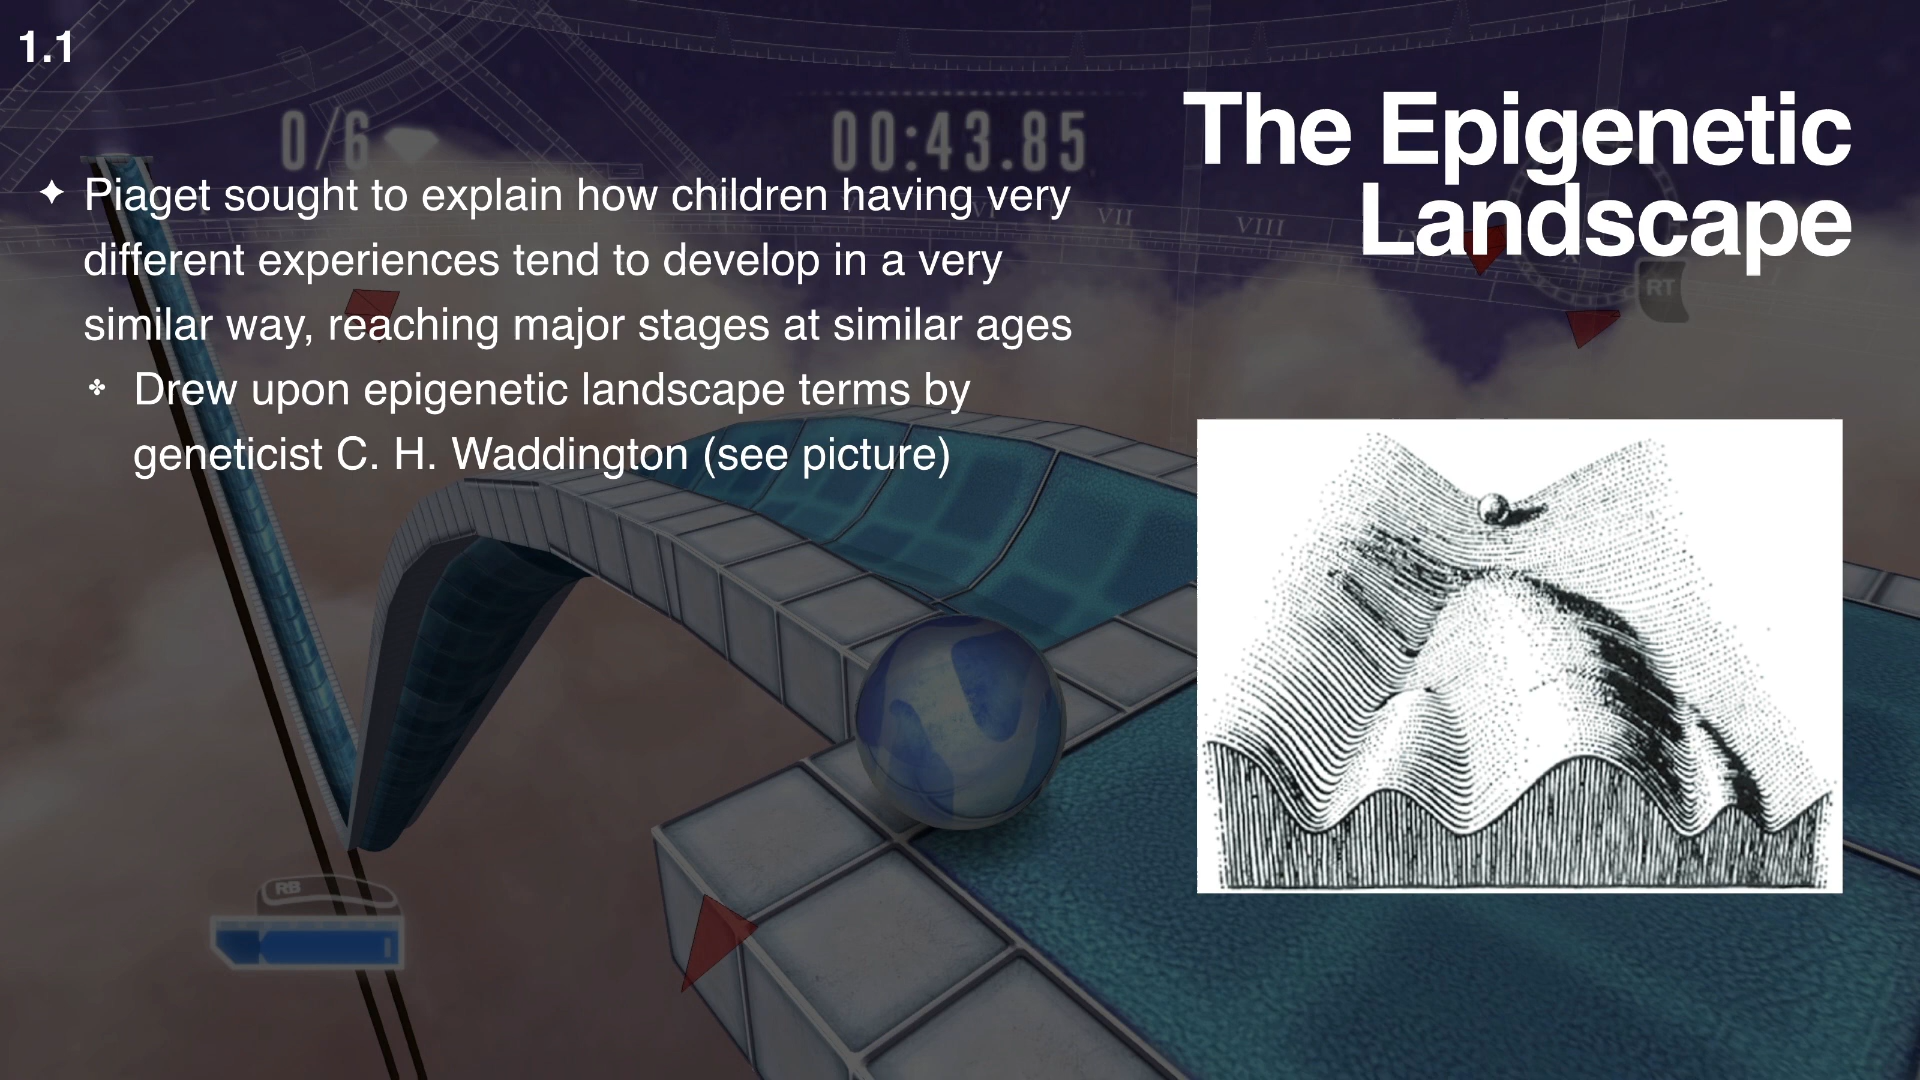 1.1
The Epigenetic
Landscape
0/6
00:43.85
✦ Piaget sought to explain how children having very
different experiences tend to develop in a very
similar way, reaching major stages at similar ages
✤ Drew upon epigenetic landscape terms by
geneticist C. H. Waddington (see picture)
VI
VII
VIII
RT
RB